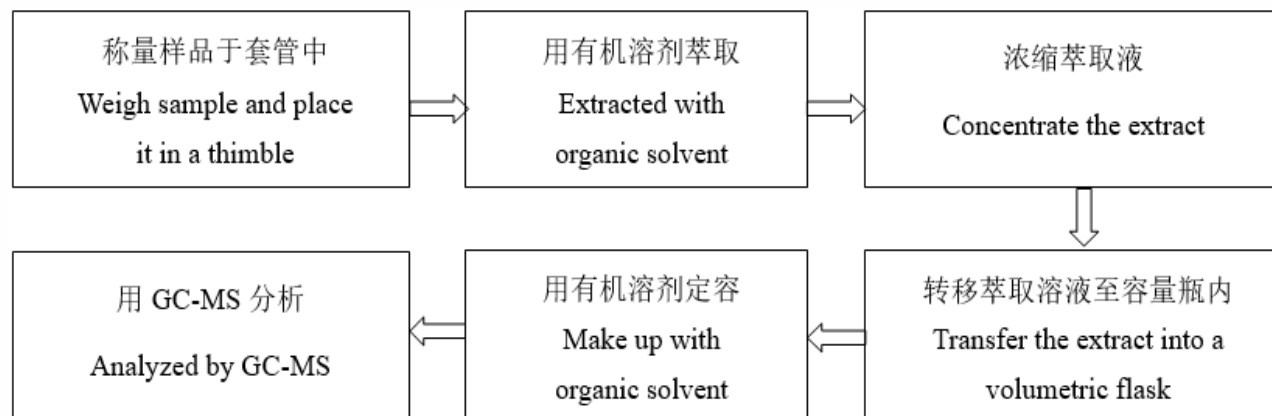 称量样品于套管中
Weigh sample and place
it in a thimble
用有机溶剂萃取
Extracted with
organic solvent
浓缩萃取液
Concentrate the extract
转移萃取溶液至容量瓶内
Transfer the extract into a
volumetric flask
用有机溶剂定容
Make up with
organic solvent
用 GC-MS 分析
Analyzed by GC-MS